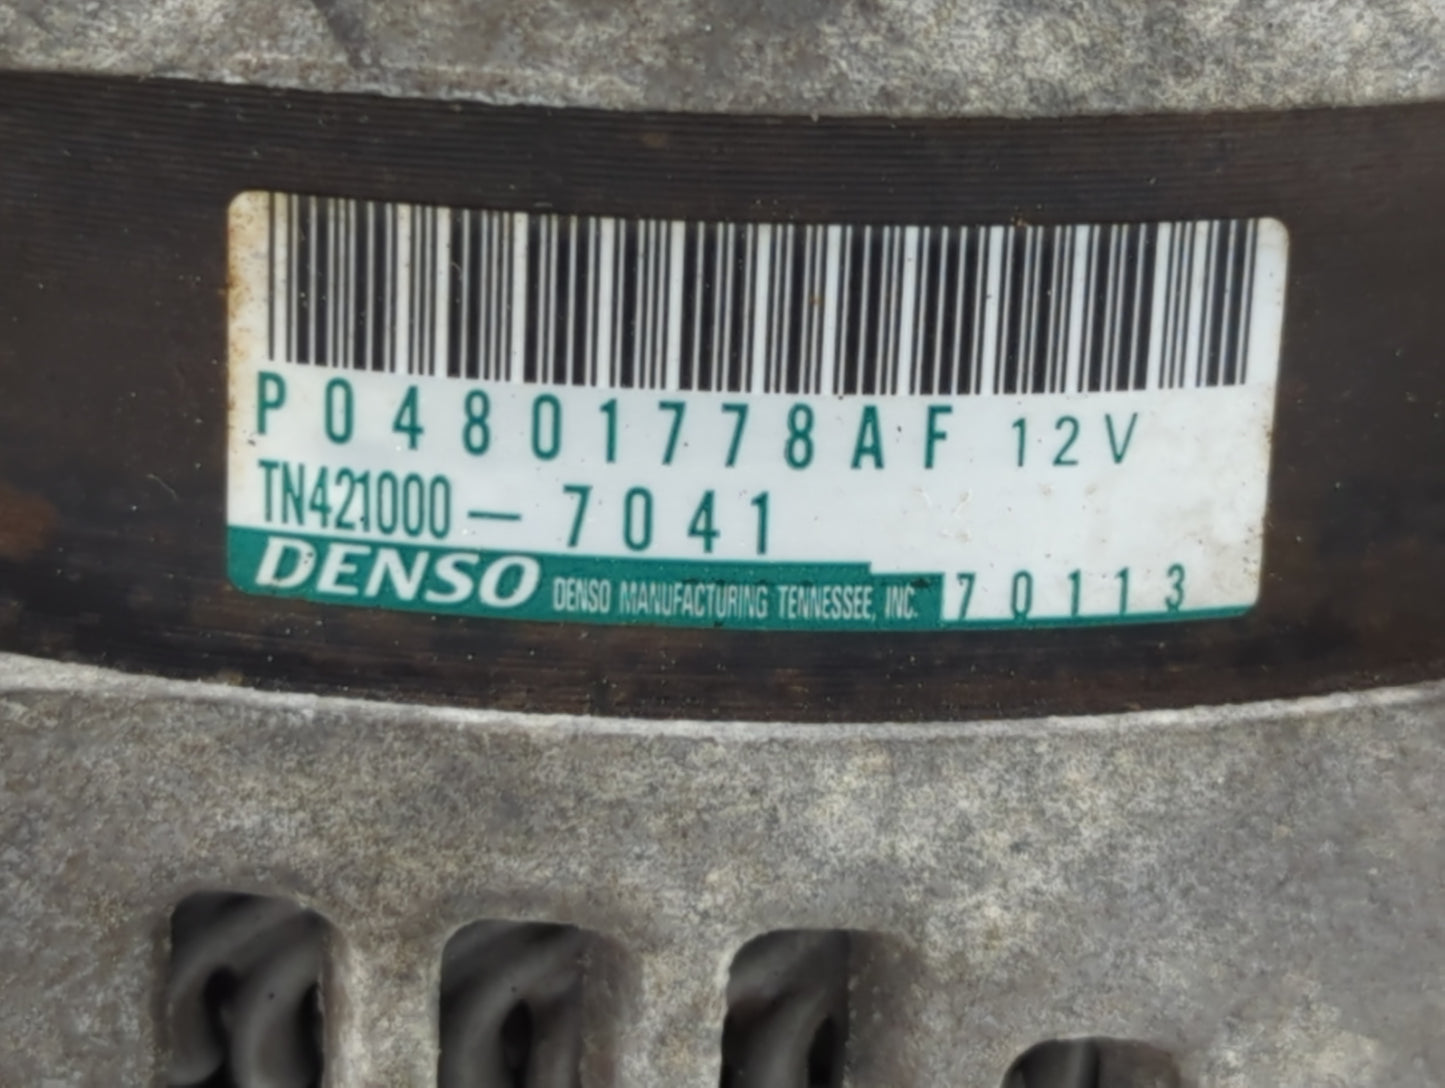 P04801778AF 12V
TN421000-7041
DENSO DENSO MANUFACTURING TENNESSEE, INC. 70113